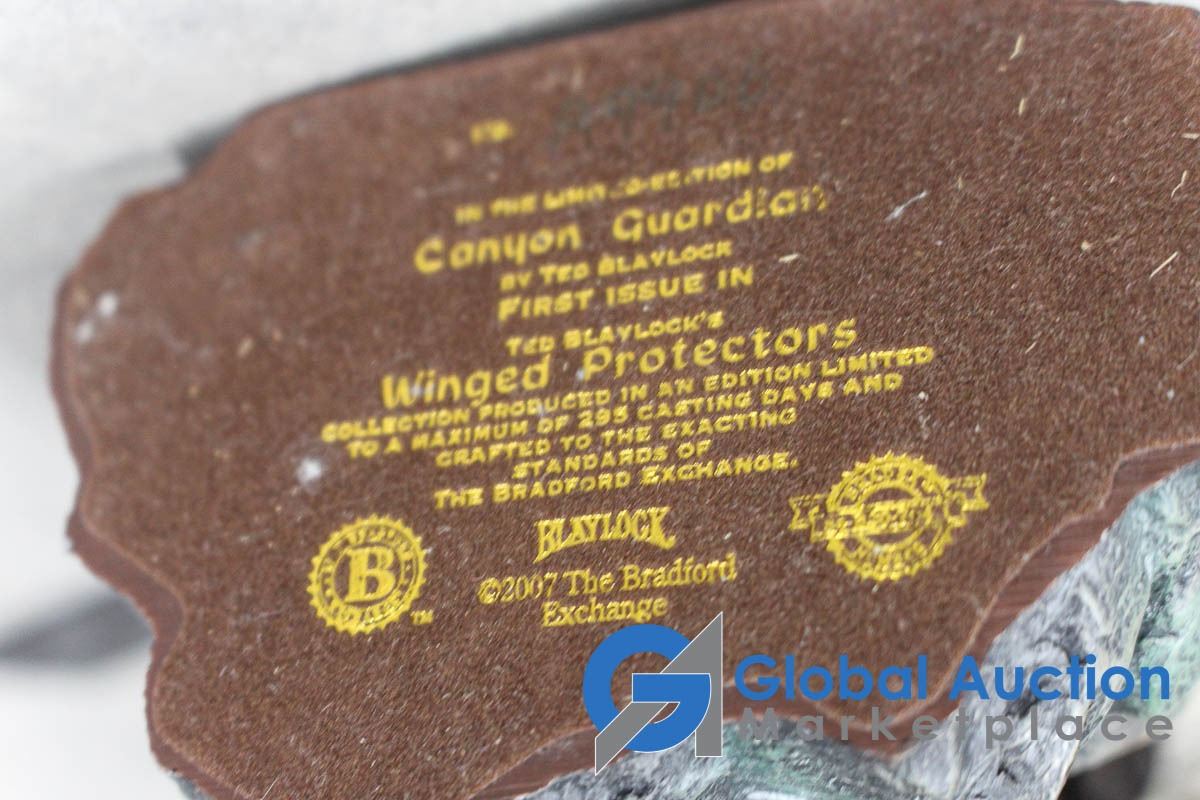 IN THE LIMITED-EDITION OF
Canyon Guardian
BY TED BLAYLOCK
FIRST ISSUE IN
TED BLAYLOCK'S
Winged Protectors
COLLECTION PRODUCED IN AN EDITION LIMITED
TO A MAXIMUM OF 295 CASTING DAYS AND
CRAFTED TO THE EXACTING
STANDARDS OF
THE BRADFORD EXCHANGE.
B
TM
BLAYLOCK
©2007 The Bradford
Exchange
GA
Global Auction
Marketplace